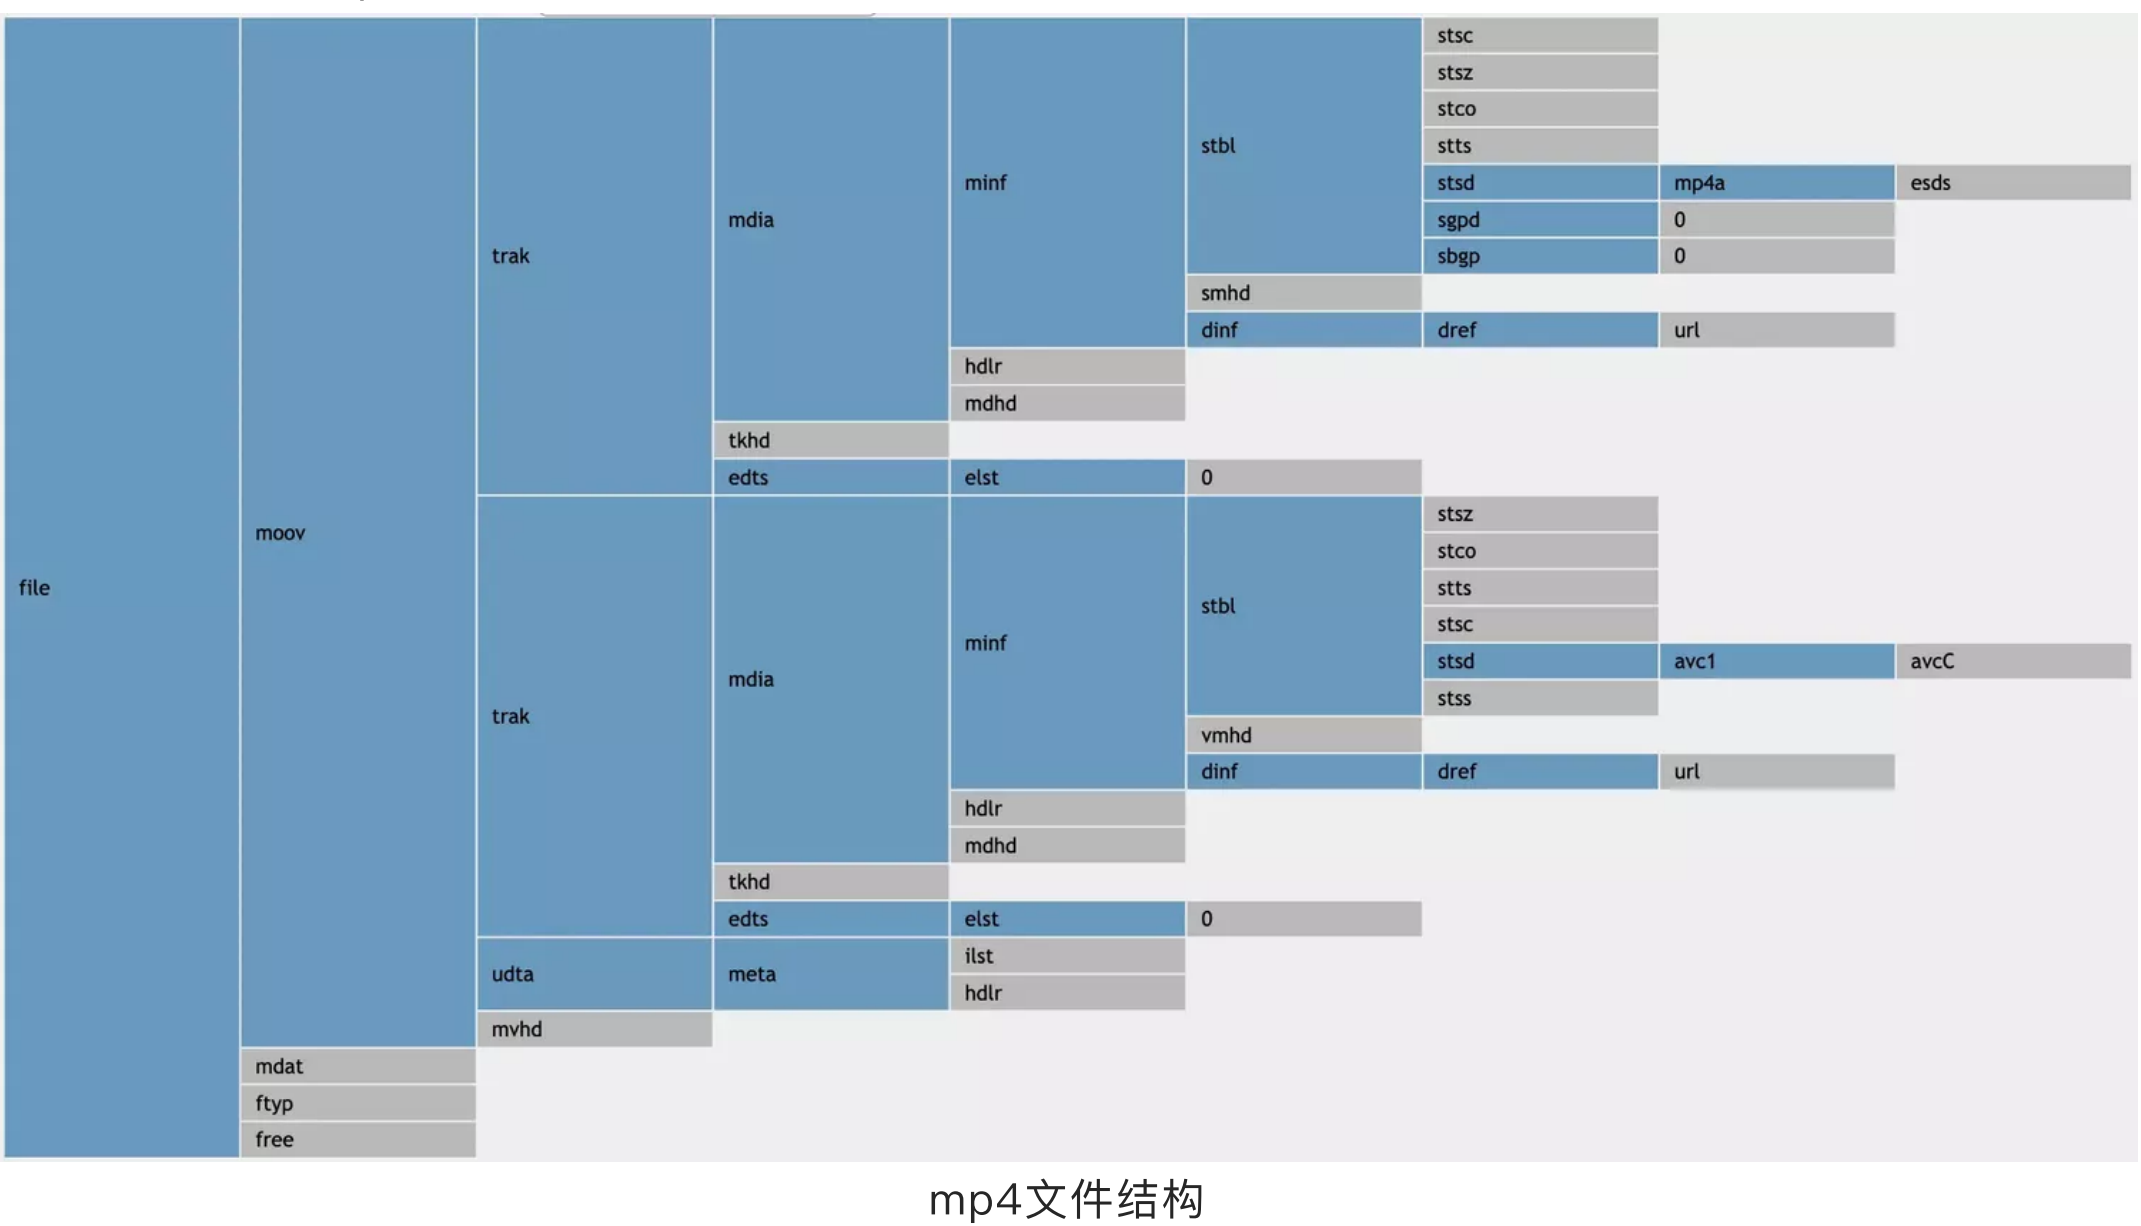 stsc
stsz
stco
stts
stbl
stsd mp4a esds
minf
sgpd 0
mdia
sbgp 0
trak
smhd
dinf dref url
hdlr
mdhd
tkhd
edts elst 0
stsz
moov
stco
file
stts
stbl
stsc
minf
stsd avc1 avcC
mdia
stss
trak
vmhd
dinf dref url
hdlr
mdhd
tkhd
edts elst 0
ilst
udta meta
hdlr
mvhd
mdat
ftyp
free
mp4文件结构